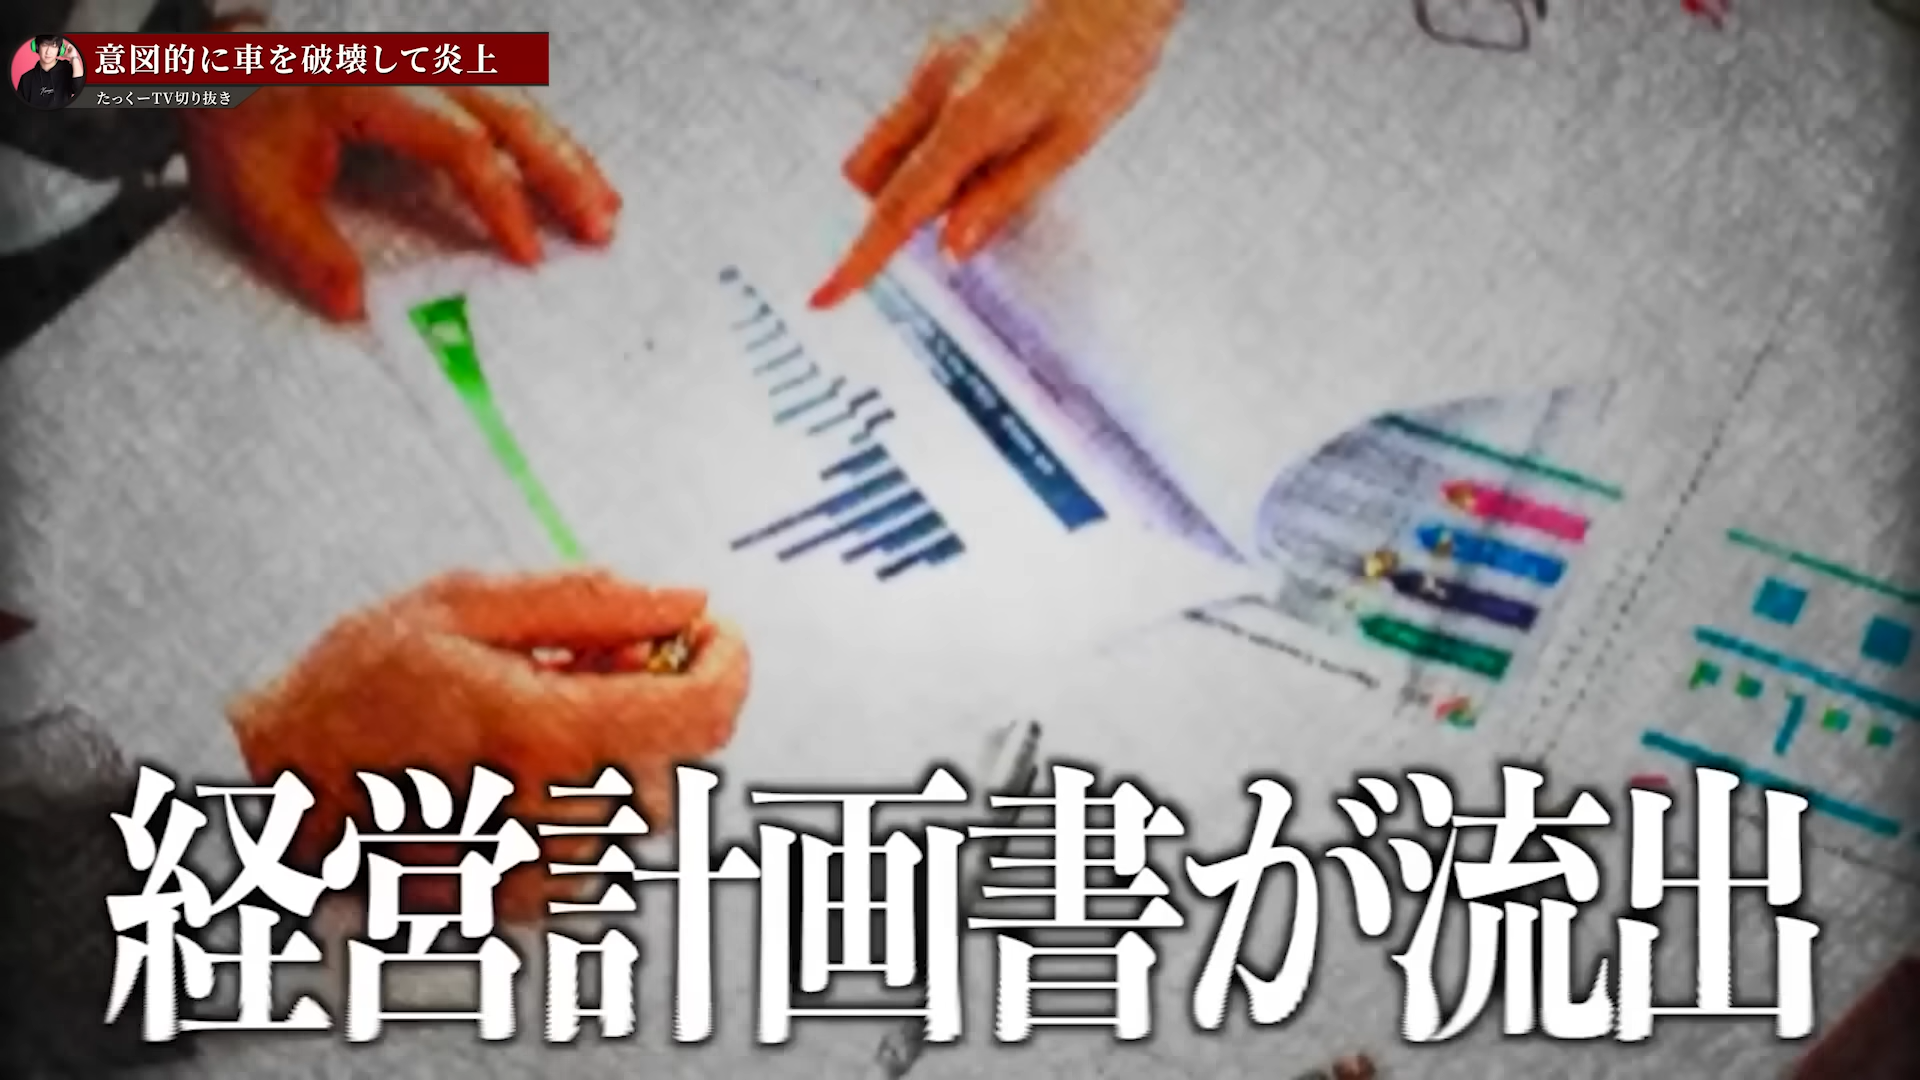 意図的に車を破壊して炎上
たっくーTV切り抜き
経営計画書が流出